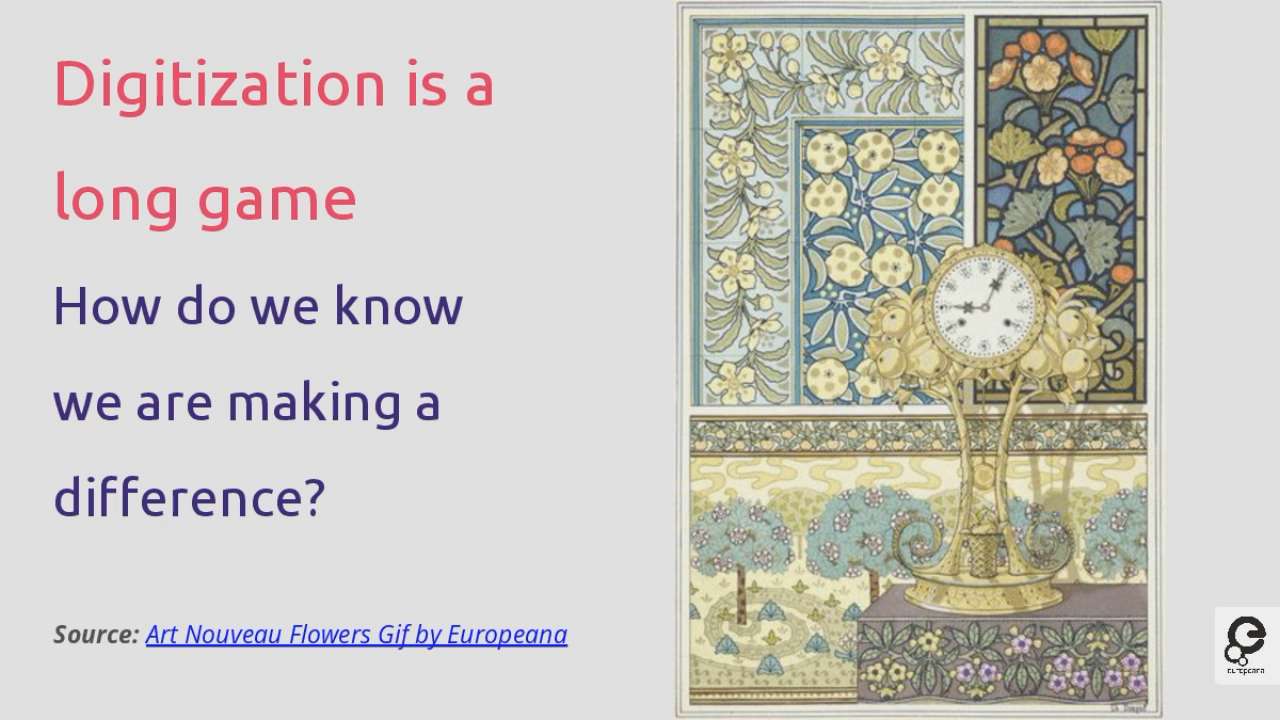 Digitization is a
long game
How do we know
we are making a
difference?
Source: Art Nouveau Flowers Gif by Europeana
europeana